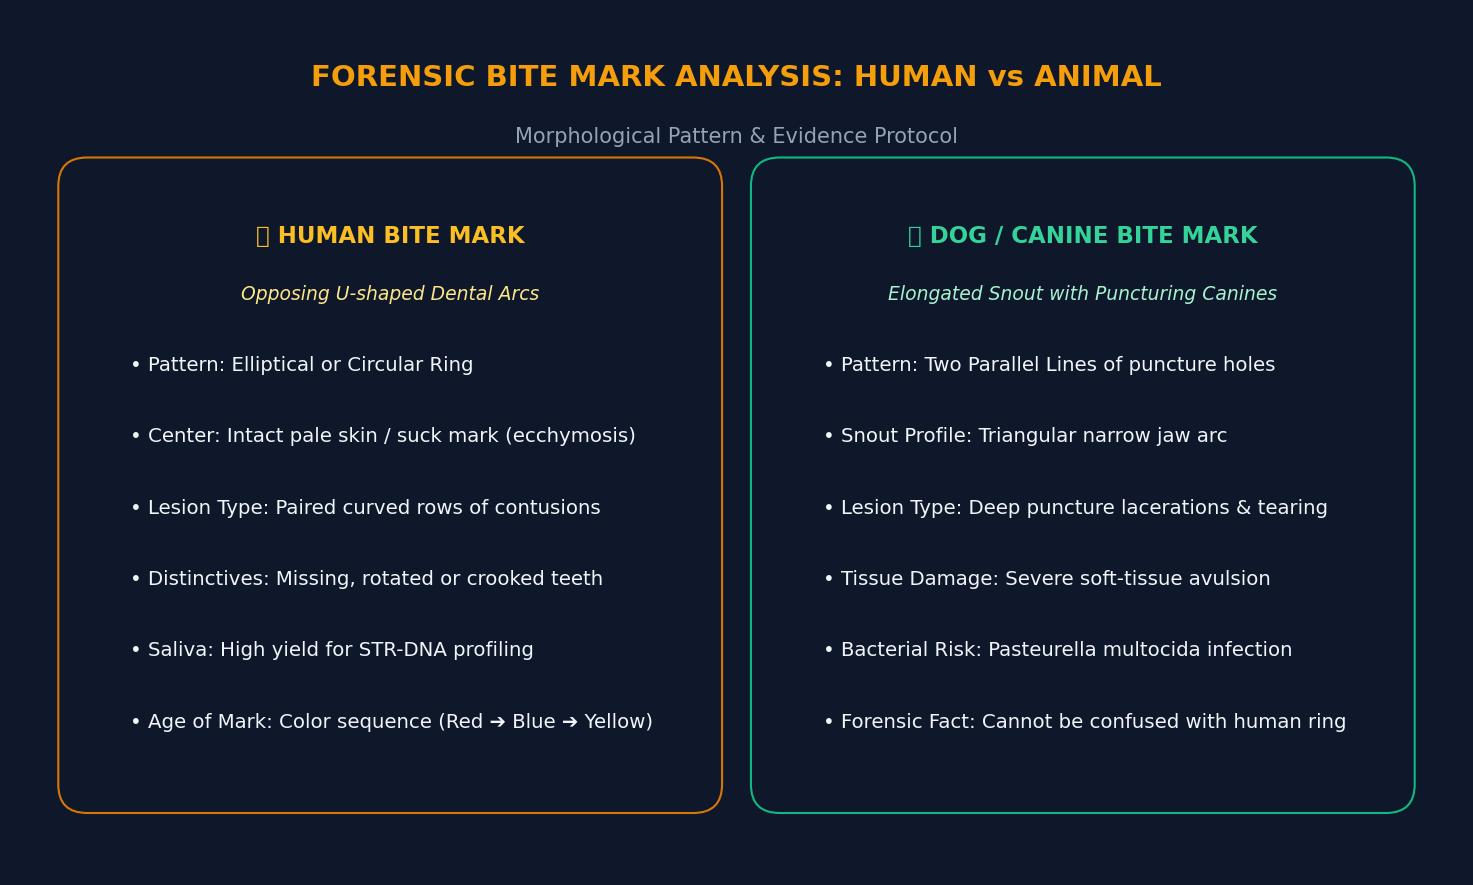 FORENSIC BITE MARK ANALYSIS: HUMAN vs ANIMAL
Morphological Pattern & Evidence Protocol
HUMAN BITE MARK
Opposing U-shaped Dental Arcs
• Pattern: Elliptical or Circular Ring
• Center: Intact pale skin / suck mark (ecchymosis)
• Lesion Type: Paired curved rows of contusions
• Distinctives: Missing, rotated or crooked teeth
• Saliva: High yield for STR-DNA profiling
• Age of Mark: Color sequence (Red ➔ Blue ➔ Yellow)
DOG / CANINE BITE MARK
Elongated Snout with Puncturing Canines
• Pattern: Two Parallel Lines of puncture holes
• Snout Profile: Triangular narrow jaw arc
• Lesion Type: Deep puncture lacerations & tearing
• Tissue Damage: Severe soft-tissue avulsion
• Bacterial Risk: Pasteurella multocida infection
• Forensic Fact: Cannot be confused with human ring